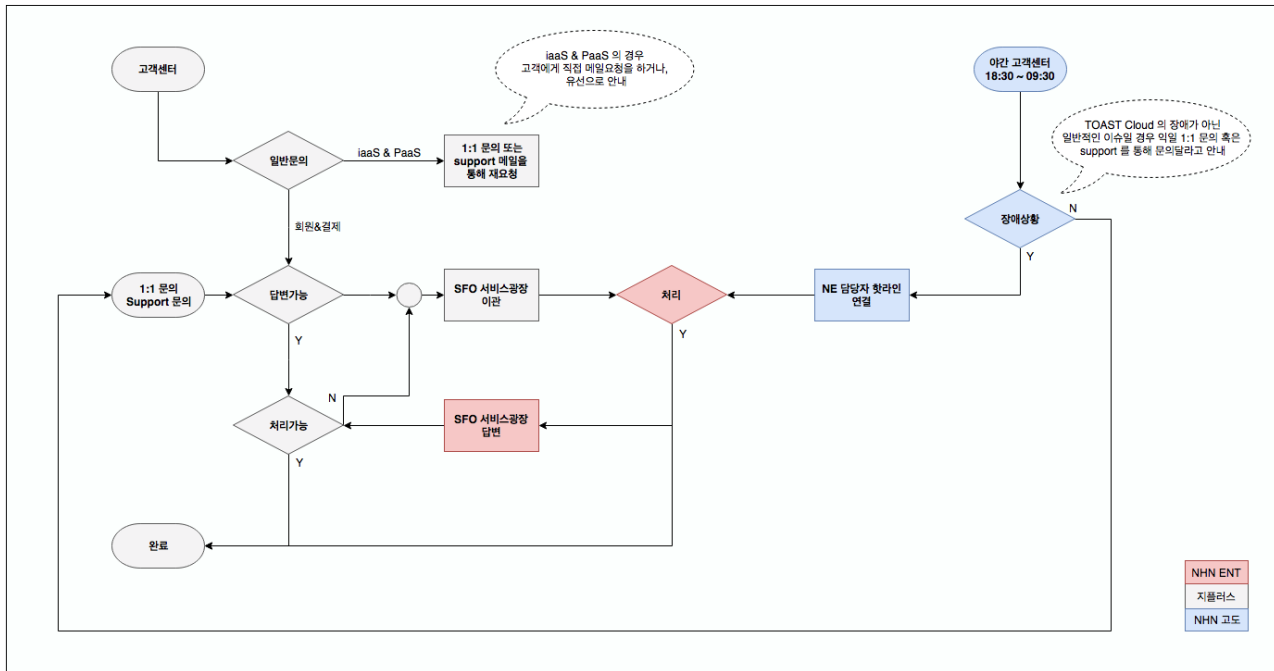 고객센터
iaaS & PaaS 의 경우
고객에게 직접 메일요청을 하거나,
유선으로 안내
야간 고객센터
18:30 ~ 09:30
TOAST Cloud 의 장애가 아닌
일반적인 이슈일 경우 익일 1:1 문의 혹은
support 를 통해 문의달라고 안내
일반문의
iaaS & PaaS
1:1 문의 또는
support 메일을
통해 재요청
장애상황
N
Y
회원&결제
1:1 문의
Support 문의
답변가능
SFO 서비스광장
이관
처리
NE 담당자 핫라인
연결
Y
Y
N
처리가능
SFO 서비스광장
답변
Y
완료
NHN ENT
지플러스
NHN 고도